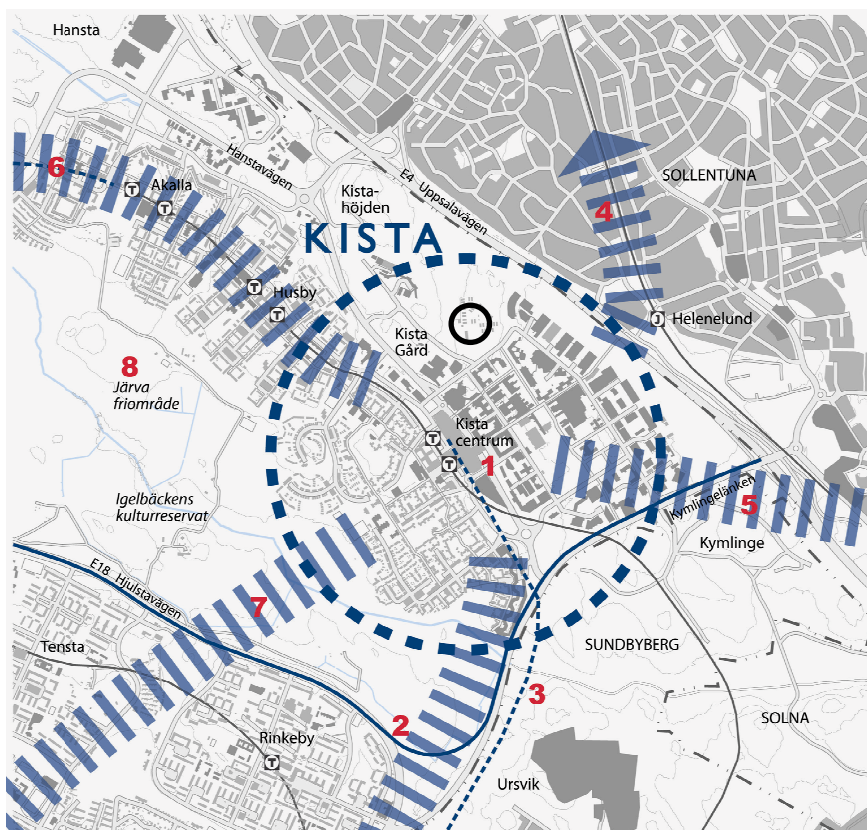 Hansta
6
T
Akalla
T
Hanstavägen
Kista-
höjden
E4 Uppsalavägen
SOLLENTUNA
4
KISTA
T
Husby
T
Helenelund
J
Kista
Gård
8
Järva
friområde
T
Kista
centrum
T
1
Igelbäckens
kulturreservat
Kymlingelänken
5
Kymlinge
E18 Hjulstavägen
7
Tensta
SUNDBYBERG
3
2
SOLNA
Rinkeby
T
Ursvik